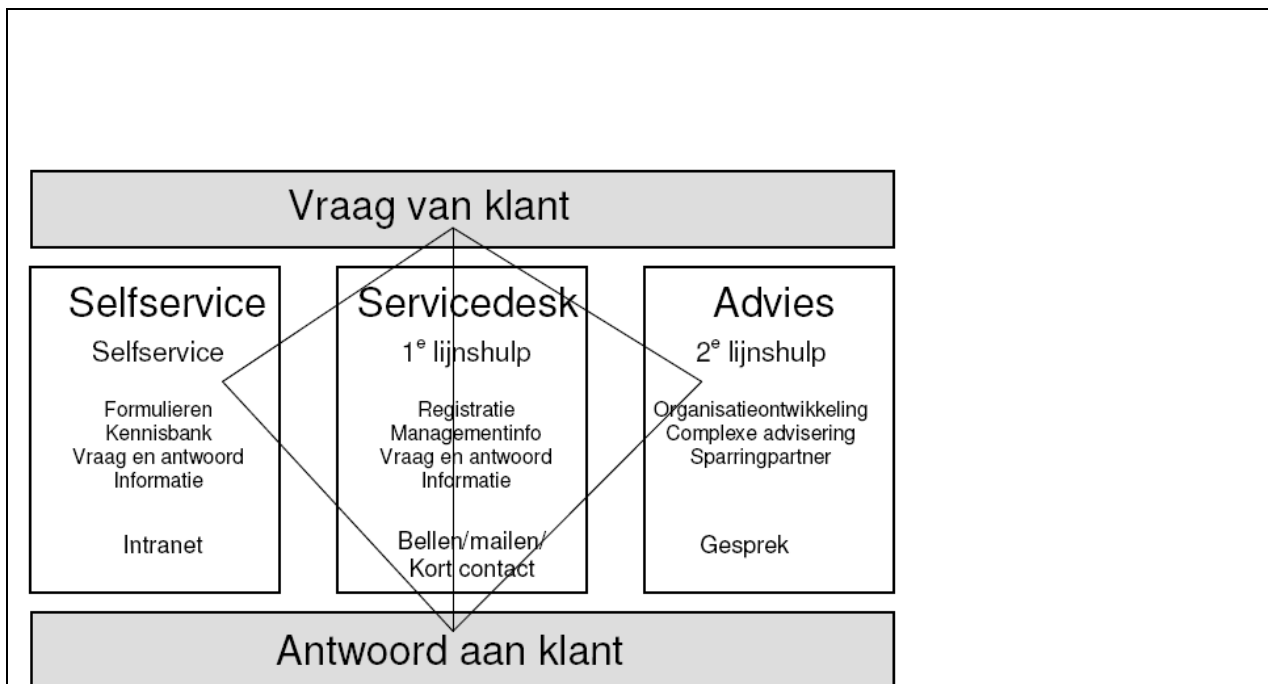 Vraag van klant
Selfservice
Selfservice
Formulieren
Kennisbank
Vraag en antwoord
Informatie
Intranet
Servicedesk
1e lijnshulp
Registratie
Managementinfo
Vraag en antwoord
Informatie
Bellen/mailen/
Kort contact
Advies
2e lijnshulp
Organisatieontwikkeling
Complexe advisering
Sparringpartner
Gesprek
Antwoord aan klant